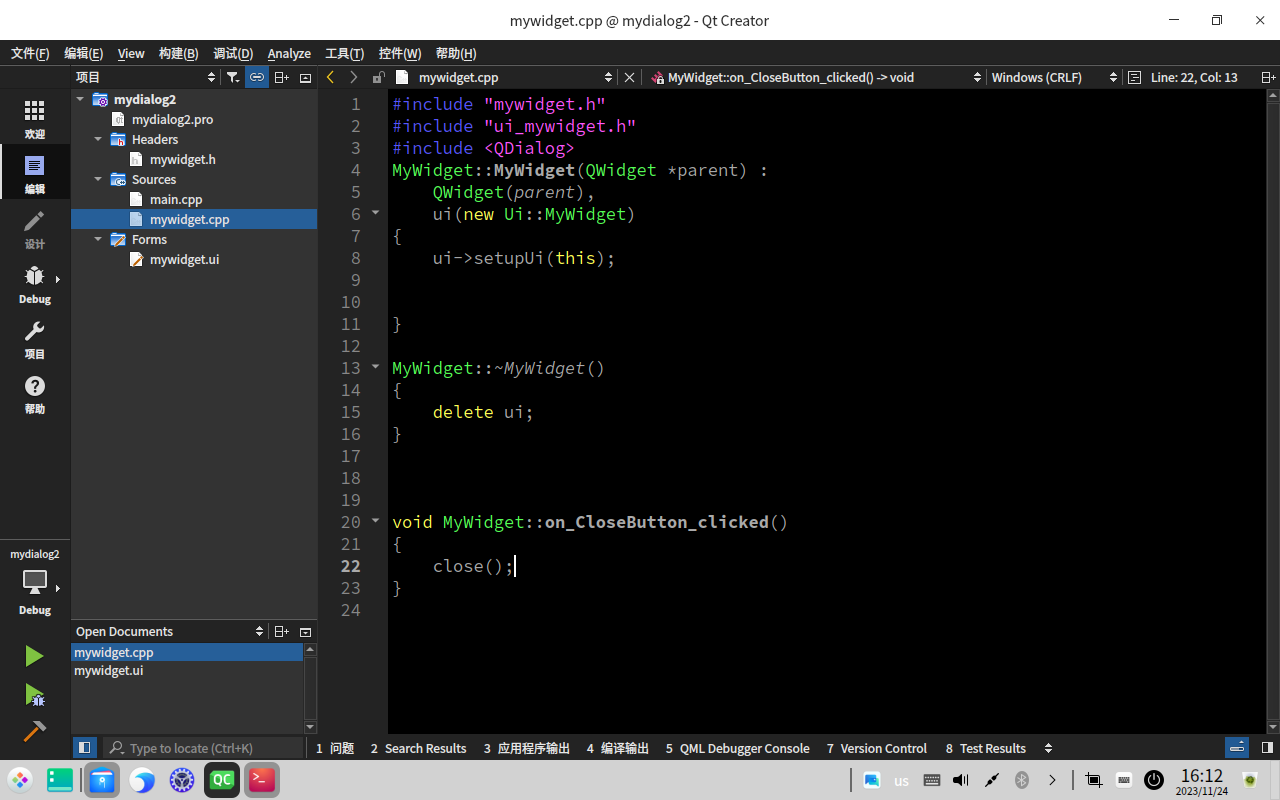 mywidget.cpp @ mydialog2 - Qt Creator
文件(F) 编辑(E) View 构建(B) 调试(D) Analyze 工具(T) 控件(W) 帮助(H)
项目
mywidget.cpp
MyWidget::on_CloseButton_clicked() -> void
Windows (CRLF)
Line: 22, Col: 13
欢迎
编辑
设计
Debug
项目
帮助
mydialog2
Debug
mydialog2
mydialog2.pro
Headers
mywidget.h
Sources
main.cpp
mywidget.cpp
Forms
mywidget.ui
Open Documents
mywidget.cpp
mywidget.ui
1 #include "mywidget.h"
2 #include "ui_mywidget.h"
3 #include <QDialog>
4 MyWidget::MyWidget(QWidget *parent) :
5     QWidget(parent),
6     ui(new Ui::MyWidget)
7 {
8     ui->setupUi(this);
9
10
11 }
12
13 MyWidget::~MyWidget()
14 {
15     delete ui;
16 }
17
18
19
20 void MyWidget::on_CloseButton_clicked()
21 {
22     close();
23 }
24
Type to locate (Ctrl+K)
1 问题 2 Search Results 3 应用程序输出 4 编译输出 5 QML Debugger Console 7 Version Control 8 Test Results
QC
us
16:12
2023/11/24